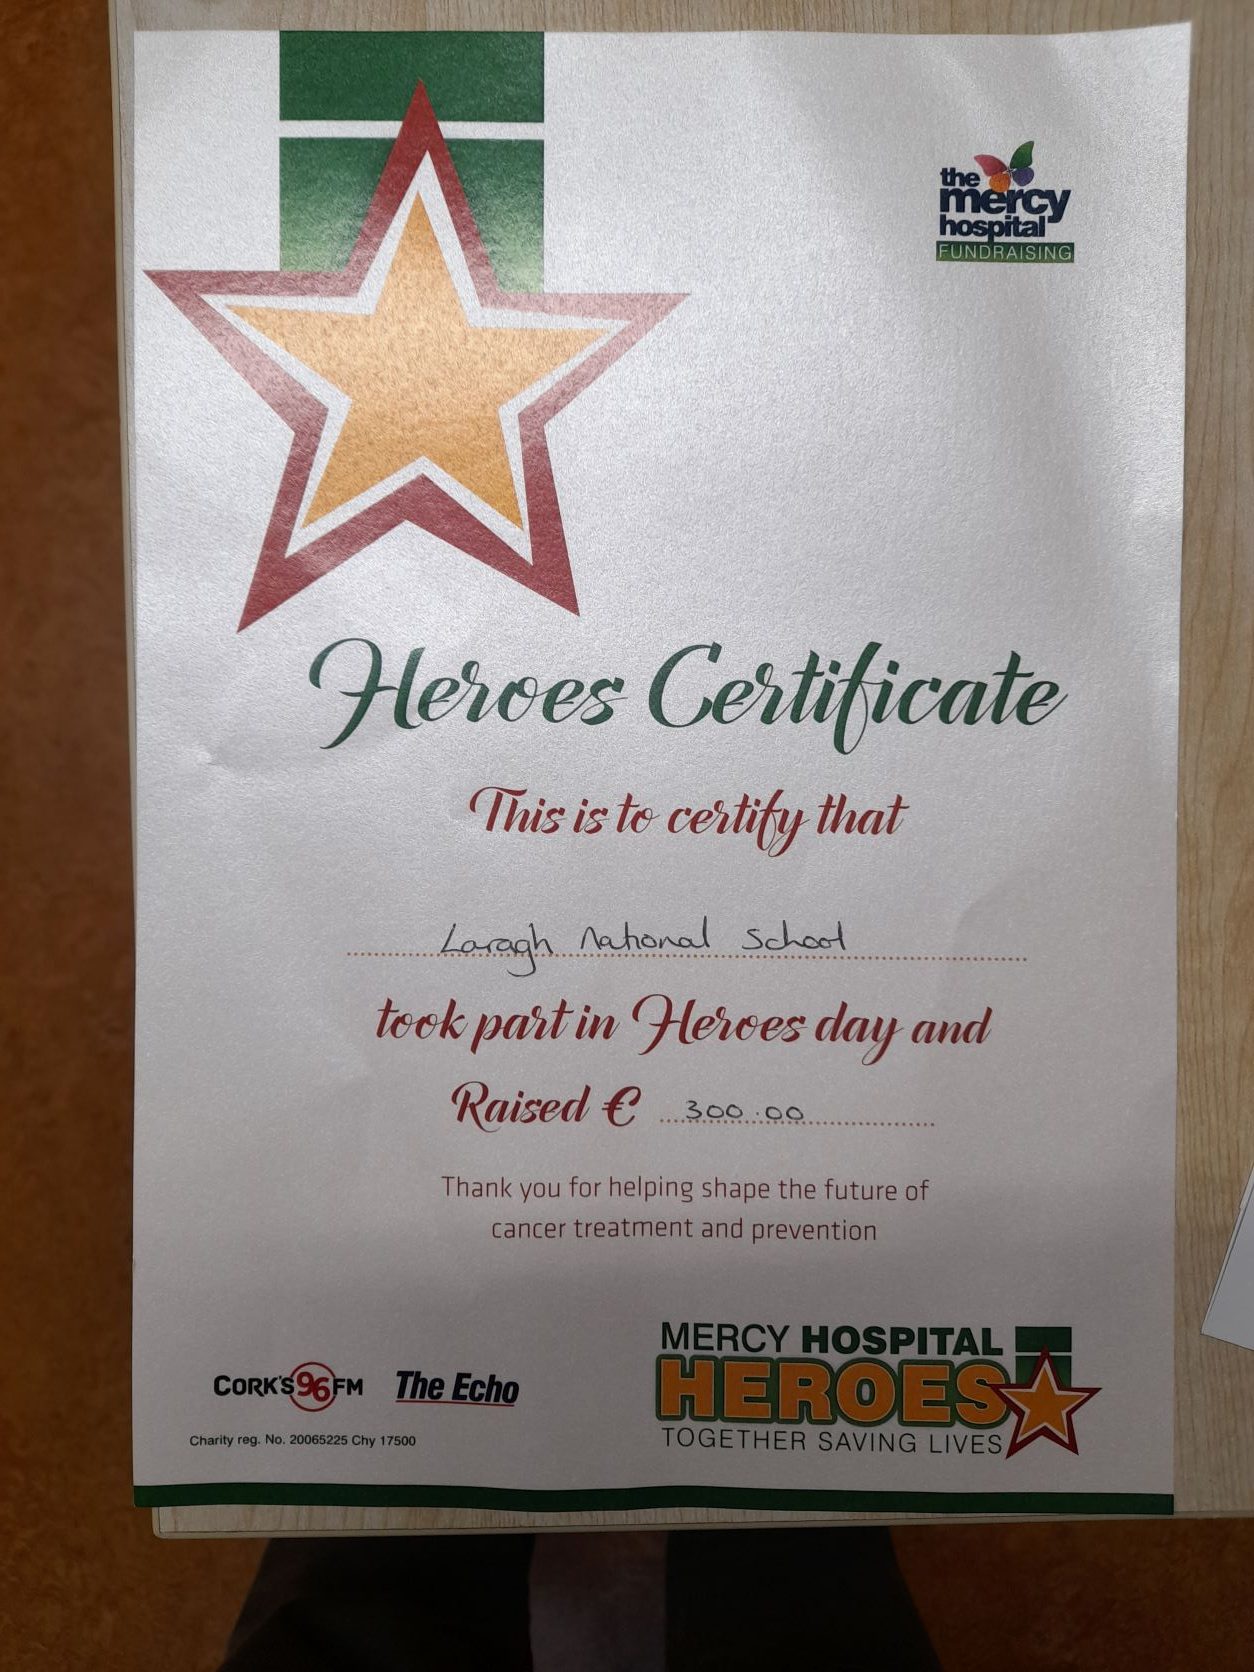 the
mercy
hospital
FUNDRAISING
Heroes Certificate
This is to certify that
Laragh National School
took part in Heroes day and
Raised € 300.00
Thank you for helping shape the future of
cancer treatment and prevention
MERCY HOSPITAL
HEROES
TOGETHER SAVING LIVES
CORK'S 96FM The Echo
Charity reg. No. 20065225 Chy 17500